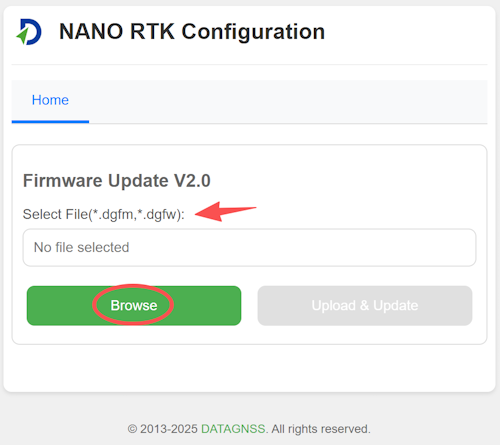 NANO RTK Configuration
Home
Firmware Update V2.0
Select File(*.dgfm,*.dgfw):
No file selected
Browse
Upload & Update
© 2013-2025 DATAGNSS. All rights reserved.